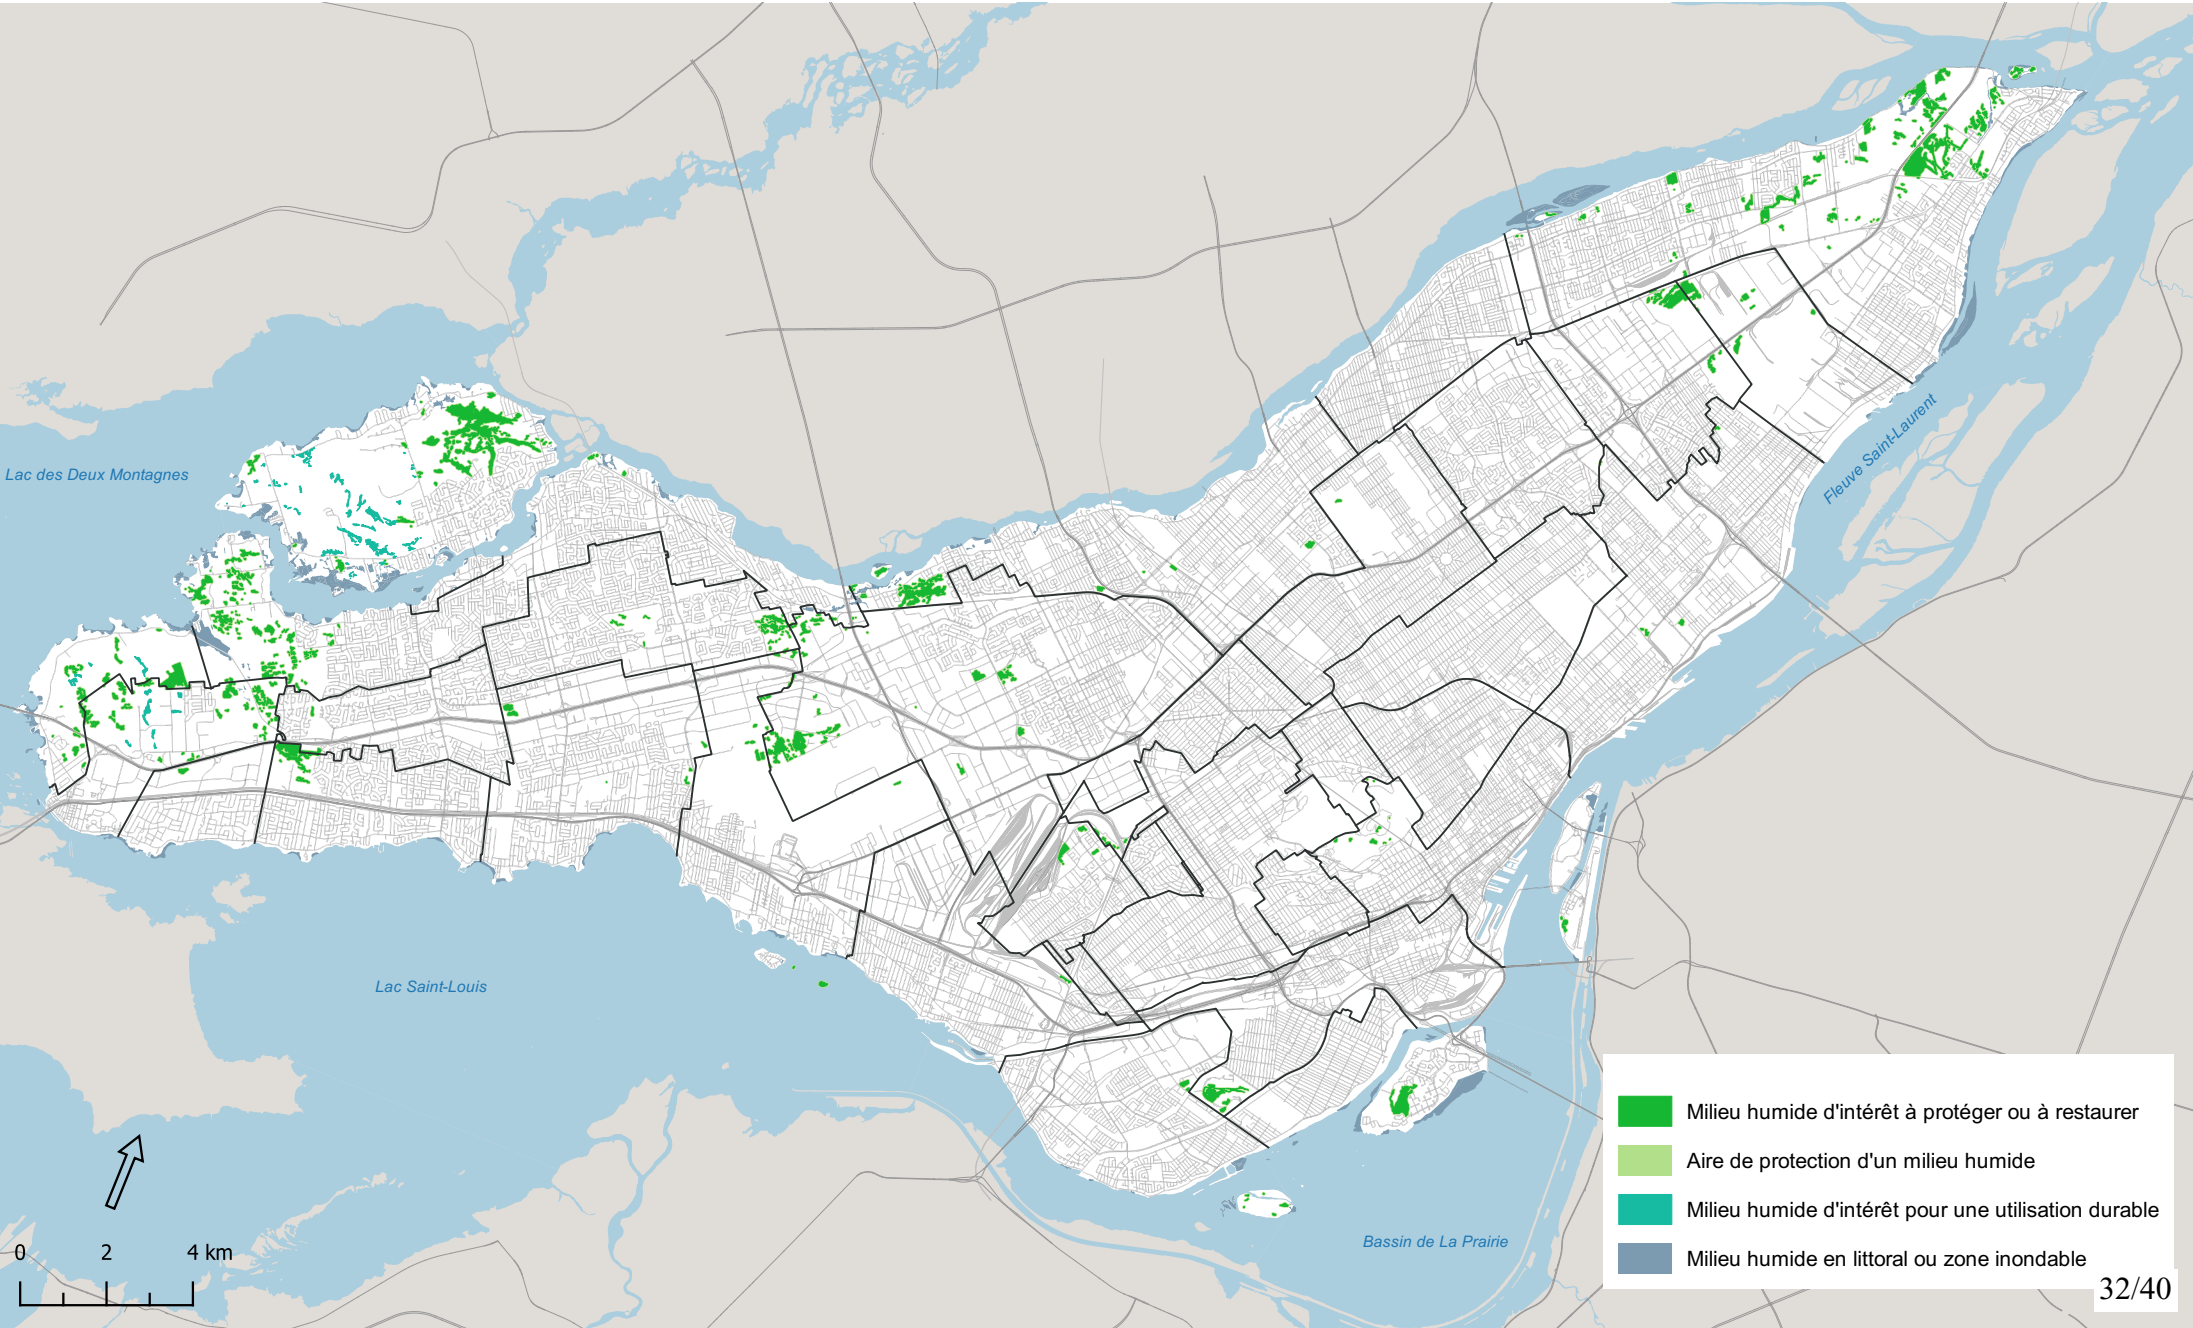 Lac des Deux Montagnes
Fleuve Saint-Laurent
Lac Saint-Louis
Bassin de La Prairie
0 2 4 km
Milieu humide d'intérêt à protéger ou à restaurer
Aire de protection d'un milieu humide
Milieu humide d'intérêt pour une utilisation durable
Milieu humide en littoral ou zone inondable
32/40